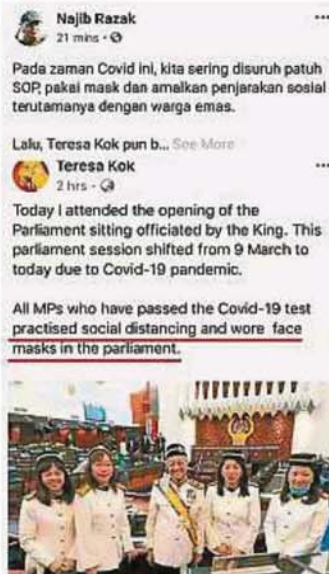 Najib Razak
21 mins
Pada zaman Covid ini, kita sering disuruh patuh
SOP, pakai mask dan amalkan penjarakan sosial
terutamanya dengan warga emas.
Lalu, Teresa Kok pun b... See More
Teresa Kok
2 hrs
Today I attended the opening of the
Parliament sitting officiated by the King. This
parliament session shifted from 9 March to
today due to Covid-19 pandemic.
All MPs who have passed the Covid-19 test
practised social distancing and wore face
masks in the parliament.